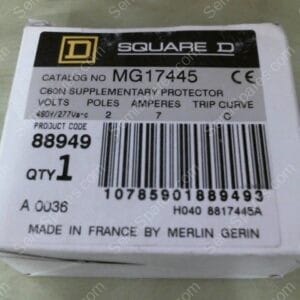 D SQUARE D
CATALOG NO MG17445 CE
C60N SUPPLEMENTARY PROTECTOR
VOLTS POLES AMPERES TRIP CURVE
480Y/277Va-c 2 7 C
PRODUCT CODE
88949
QTY 1
10785901889493
A 0036 H040 8817445A
MADE IN FRANCE BY MERLIN GERIN